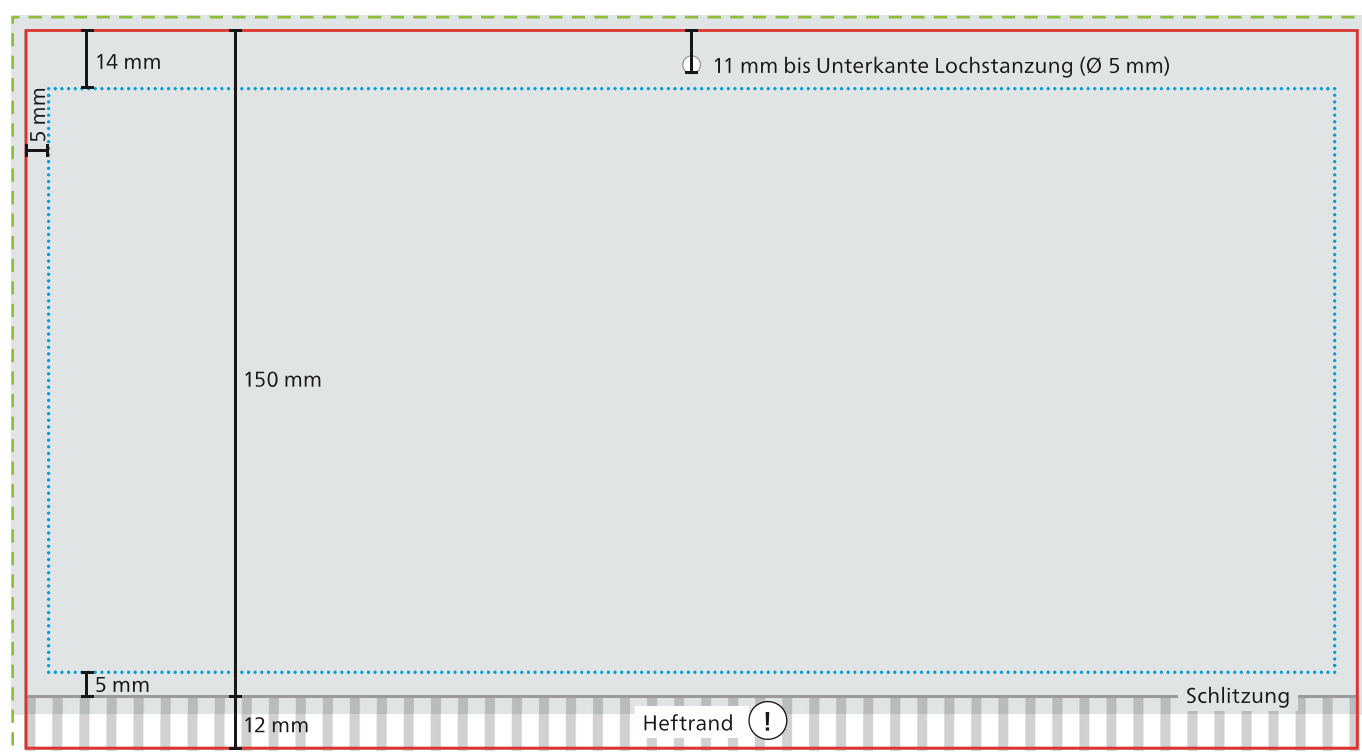 14 mm
11 mm bis Unterkante Lochstanzung (Ø 5 mm)
5 mm
150 mm
5 mm
Schlitzung
12 mm
Heftrand !